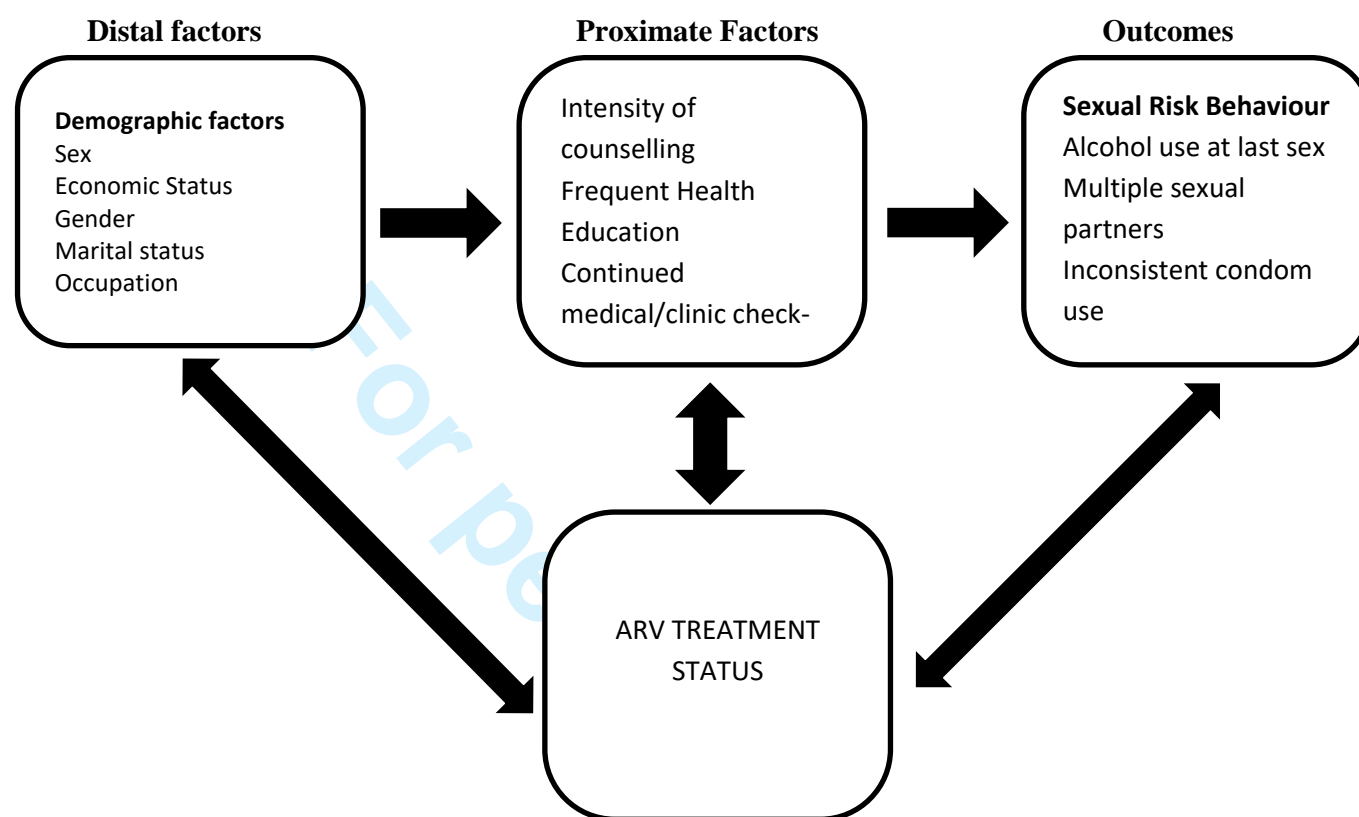 Distal factors
Proximate Factors
Outcomes
Demographic factors
Sex
Economic Status
Gender
Marital status
Occupation
Intensity of
counselling
Frequent Health
Education
Continued
medical/clinic check-
Sexual Risk Behaviour
Alcohol use at last sex
Multiple sexual
partners
Inconsistent condom
use
For pe
ARV TREATMENT
STATUS